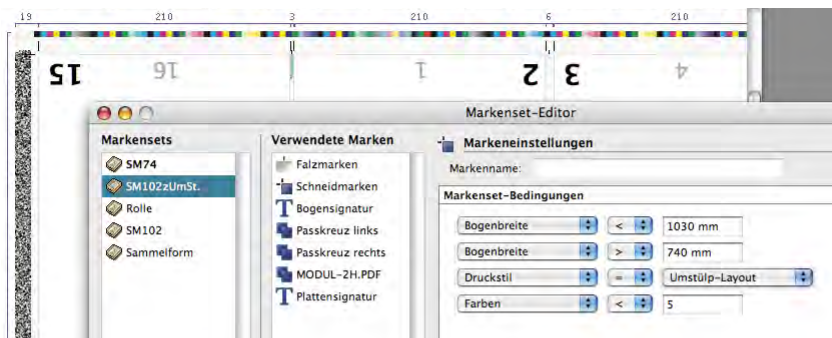 19 210 3 210 6 210
15 16 1 2 3 4
Markenset-Editor
Markensets
SM74
SM102zUmSt.
Rolle
SM102
Sammelform
Verwendete Marken
Falzmarken
Schneidmarken
Bogensignatur
Passkreuz links
Passkreuz rechts
MODUL-2H.PDF
Plattensignatur
Markeneinstellungen
Markenname:
Markenset-Bedingungen
Bogenbreite < 1030 mm
Bogenbreite > 740 mm
Druckstil = Umstülp-Layout
Farben < 5